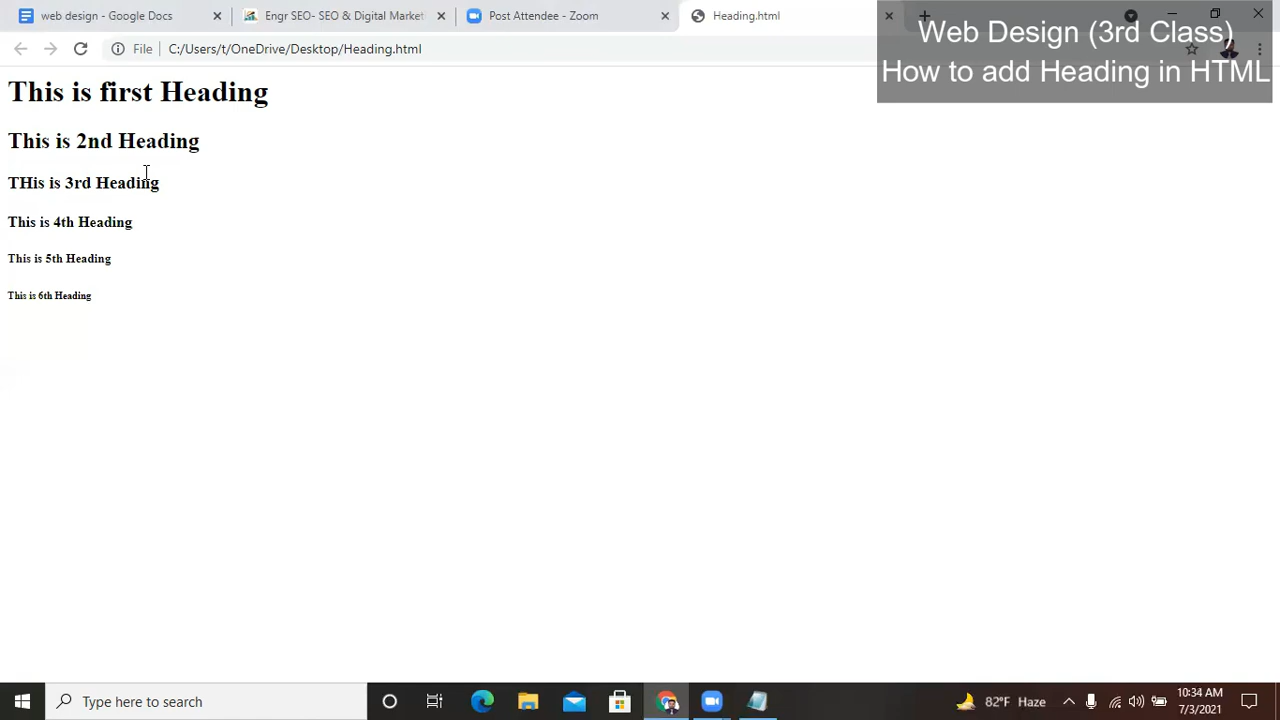 web design - Google Docs
Engr SEO- SEO & Digital Market
Post Attendee - Zoom
Heading.html
File
C:/Users/t/OneDrive/Desktop/Heading.html
Web Design (3rd Class)
How to add Heading in HTML
This is first Heading
This is 2nd Heading
THis is 3rd Heading
This is 4th Heading
This is 5th Heading
This is 6th Heading
Type here to search
82°F Haze
10:34 AM
7/3/2021